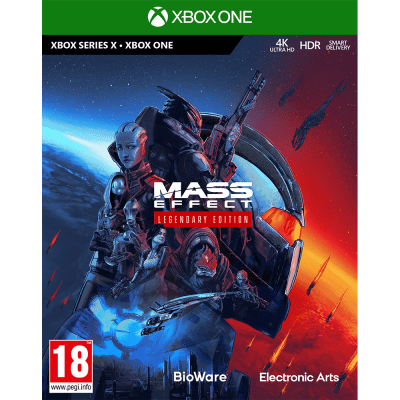 XBOX ONE
XBOX SERIES X • XBOX ONE
4K
ULTRA HD
HDR
SMART
DELIVERY
MASS
EFFECT
LEGENDARY EDITION
18
www.pegi.info
BioWare
Electronic Arts